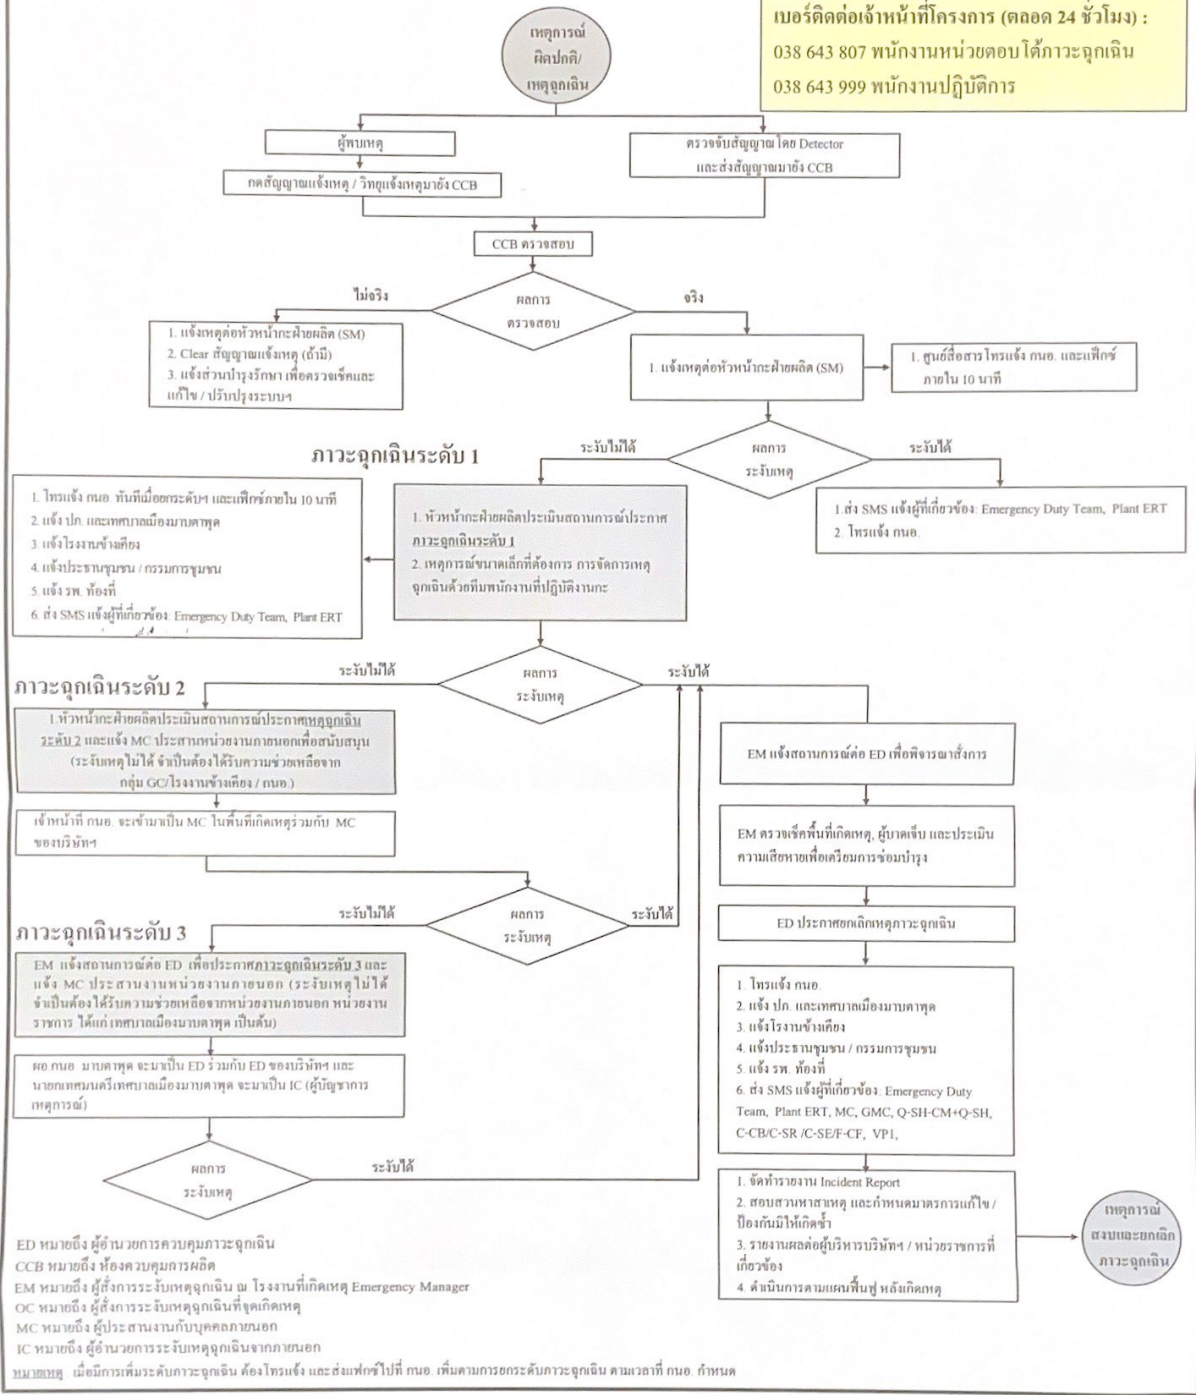 เบอร์ติดต่อเจ้าหน้าที่โครงการ (ตลอด 24 ชั่วโมง) :
038 643 807 พนักงานหน่วยตอบโต้ภาวะฉุกเฉิน
038 643 999 พนักงานปฏิบัติการ
เหตุการณ์
ผิดปกติ/
เหตุฉุกเฉิน
ผู้พบเหตุ
กดสัญญาณแจ้งเหตุ / วิทยุแจ้งเหตุมายัง CCB
ตรวจจับสัญญาณโดย Detector
และส่งสัญญาณมายัง CCB
CCB ตรวจสอบ
ผลการ
ตรวจสอบ
ไม่จริง
จริง
1. แจ้งเหตุต่อหัวหน้ากะฝ่ายผลิต (SM)
2. Clear สัญญาณแจ้งเหตุ (ถ้ามี)
3. แจ้งส่วนบำรุงรักษา เพื่อตรวจเช็คและ
แก้ไข / ปรับปรุงระบบฯ
1. แจ้งเหตุต่อหัวหน้ากะฝ่ายผลิต (SM)
1. ศูนย์สื่อสารโทรแจ้ง กนอ. และแฟ็กซ์
ภายใน 10 นาที
ผลการ
ระงับเหตุ
ระงับไม่ได้
ระงับได้
1.ส่ง SMS แจ้งผู้ที่เกี่ยวข้อง: Emergency Duty Team, Plant ERT
2. โทรแจ้ง กนอ.
ภาวะฉุกเฉินระดับ 1
1. หัวหน้ากะฝ่ายผลิตประเมินสถานการณ์ประกาศ
ภาวะฉุกเฉินระดับ 1
2. เหตุการณ์ขนาดเล็กที่ต้องการ การจัดการเหตุ
ฉุกเฉินด้วยทีมพนักงานที่ปฏิบัติงานกะ
1. โทรแจ้ง กนอ. ทันทีเมื่อยกระดับฯ และแฟ็กซ์ภายใน 10 นาที
2. แจ้ง ปภ. และเทศบาลเมืองมาบตาพุด
3. แจ้งโรงงานข้างเคียง
4. แจ้งประธานชุมชน / กรรมการชุมชน
5. แจ้ง รพ. ท้องที่
6. ส่ง SMS แจ้งผู้ที่เกี่ยวข้อง: Emergency Duty Team, Plant ERT
ผลการ
ระงับเหตุ
ระงับไม่ได้
ระงับได้
ภาวะฉุกเฉินระดับ 2
1.หัวหน้ากะฝ่ายผลิตประเมินสถานการณ์ประกาศเหตุฉุกเฉิน
ระดับ 2 และแจ้ง MC ประสานหน่วยงานภายนอกเพื่อสนับสนุน
(ระงับเหตุไม่ได้ จำเป็นต้องได้รับความช่วยเหลือจาก
กลุ่ม GC/โรงงานข้างเคียง / กนอ.)
เจ้าหน้าที่ กนอ. จะเข้ามาเป็น MC ในพื้นที่เกิดเหตุร่วมกับ MC
ของบริษัทฯ
ผลการ
ระงับเหตุ
ระงับไม่ได้
ระงับได้
ภาวะฉุกเฉินระดับ 3
EM แจ้งสถานการณ์ต่อ ED เพื่อประกาศภาวะฉุกเฉินระดับ 3 และ
แจ้ง MC ประสานงานหน่วยงานภายนอก (ระงับเหตุไม่ได้
จำเป็นต้องได้รับความช่วยเหลือจากหน่วยงานภายนอก หน่วยงาน
ราชการ ได้แก่ เทศบาลเมืองมาบตาพุด เป็นต้น)
ผอ.กนอ. มาบตาพุด จะมาเป็น ED ร่วมกับ ED ของบริษัทฯ และ
นายกเทศมนตรีเทศบาลเมืองมาบตาพุด จะมาเป็น IC (ผู้บัญชาการ
เหตุการณ์)
ผลการ
ระงับเหตุ
ระงับได้
EM แจ้งสถานการณ์ต่อ ED เพื่อพิจารณาสั่งการ
EM ตรวจเช็คพื้นที่เกิดเหตุ, ผู้บาดเจ็บ และประเมิน
ความเสียหายเพื่อเตรียมการซ่อมบำรุง
ED ประกาศยกเลิกเหตุภาวะฉุกเฉิน
1. โทรแจ้ง กนอ.
2. แจ้ง ปภ. และเทศบาลเมืองมาบตาพุด
3. แจ้งโรงานข้างเคียง
4. แจ้งประธานชุมชน / กรรมการชุมชน
5. แจ้ง รพ. ท้องที่
6. ส่ง SMS แจ้งผู้ที่เกี่ยวข้อง: Emergency Duty
Team, Plant ERT, MC, GMC, Q-SH-CM+Q-SH,
C-CB/C-SR /C-SE/F-CF, VP1,
1. จัดทำรายงาน Incident Report
2. สอบสวนหาสาเหตุ และกำหนดมาตรการแก้ไข /
ป้องกันมิให้เกิดซ้ำ
3. รายงานผลต่อผู้บริหารบริษัทฯ / หน่วยราชการที่
เกี่ยวข้อง
4. ดำเนินการตามแผนฟื้นฟู หลังเกิดเหตุ
เหตุการณ์
สงบและยกเลิก
ภาวะฉุกเฉิน
ED หมายถึง ผู้อำนวยการควบคุมภาวะฉุกเฉิน
CCB หมายถึง ห้องควบคุมการผลิต
EM หมายถึง ผู้สั่งการระงับเหตุฉุกเฉิน ณ โรงงานที่เกิดเหตุ Emergency Manager
OC หมายถึง ผู้สั่งการระงับเหตุฉุกเฉินที่จุดเกิดเหตุ
MC หมายถึง ผู้ประสานงานกับบุคคลภายนอก
IC หมายถึง ผู้อำนวยการระงับเหตุฉุกเฉินจากภายนอก
หมายเหตุ เมื่อมีการเพิ่มระดับภาวะฉุกเฉิน ต้องโทรแจ้ง และส่งแฟกซ์ไปที่ กนอ. เพิ่มตามการยกระดับภาวะฉุกเฉิน ตามเวลาที่ กนอ. กำหนด